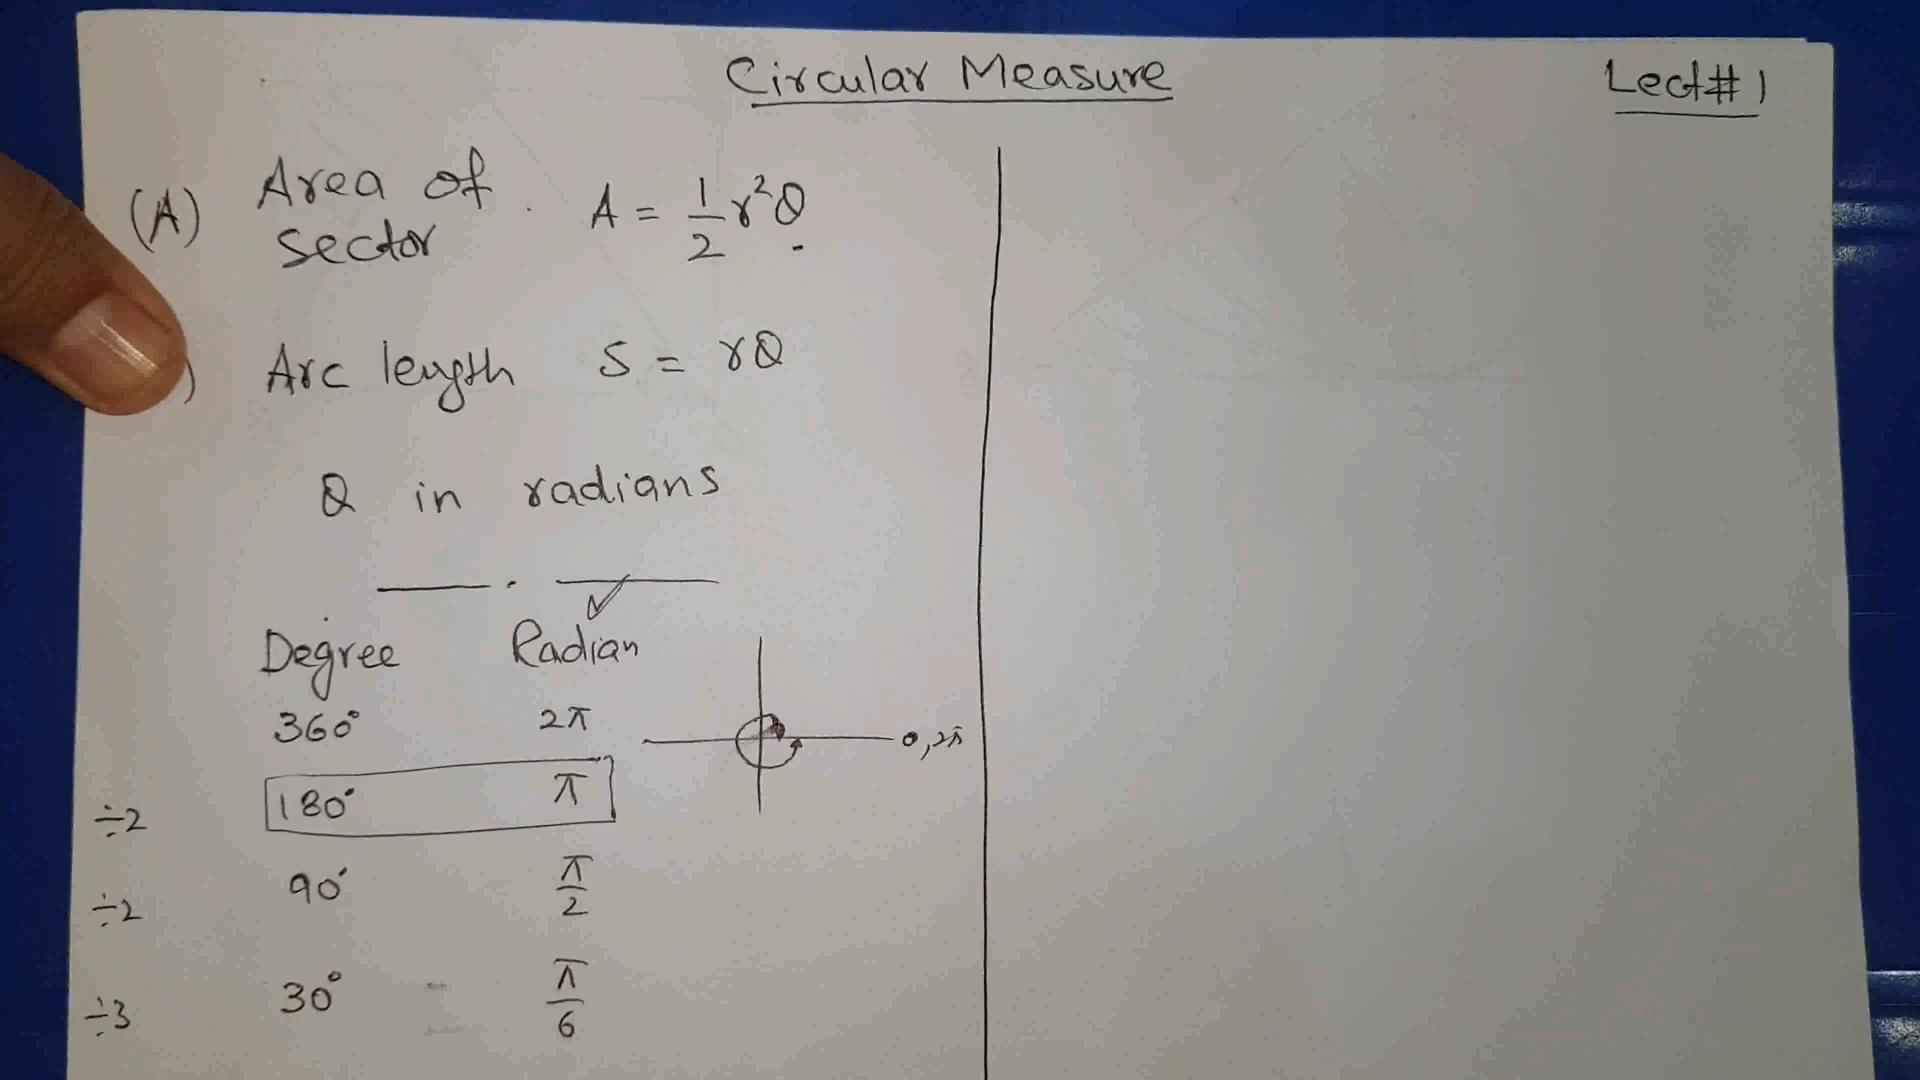 Circular Measure
Lect# 1
(A) Area of sector A = 1/2 r²θ
) Arc length S = rθ
θ in radians
Degree Radian
360° 2π
0, 2π
÷2 180° π
÷2 90° π/2
÷3 30° π/6